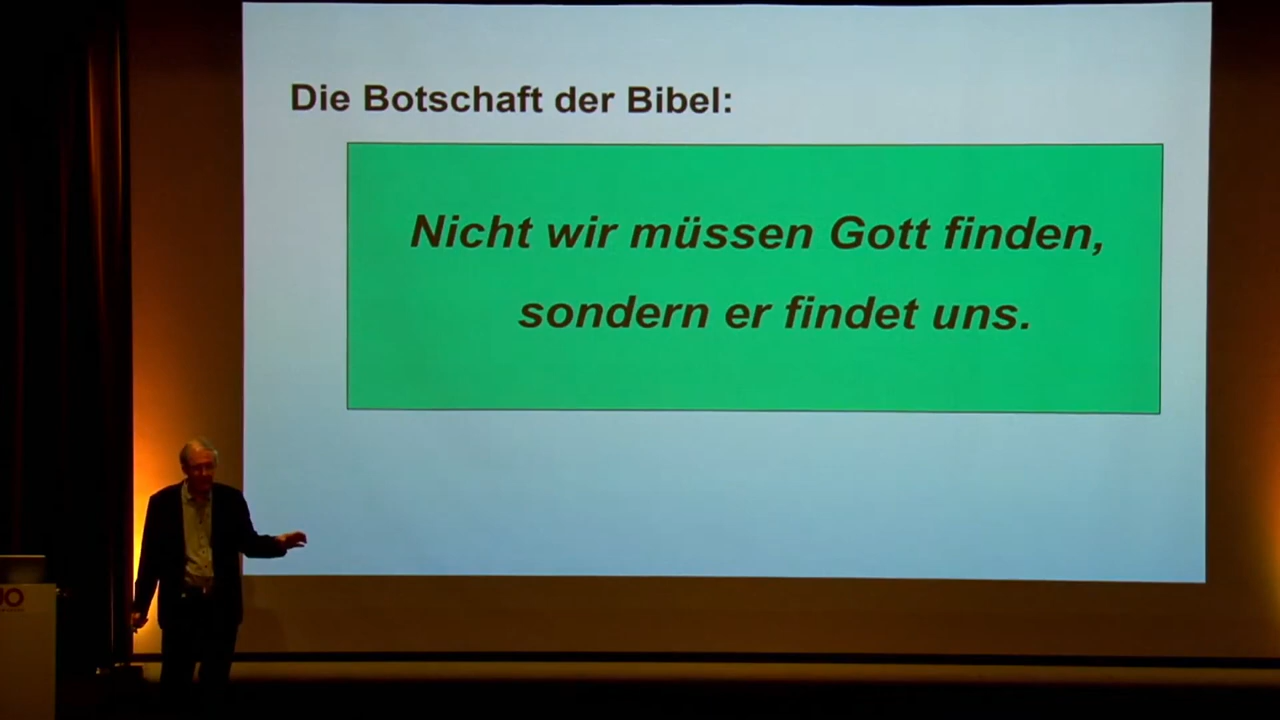 Die Botschaft der Bibel:
Nicht wir müssen Gott finden,
sondern er findet uns.